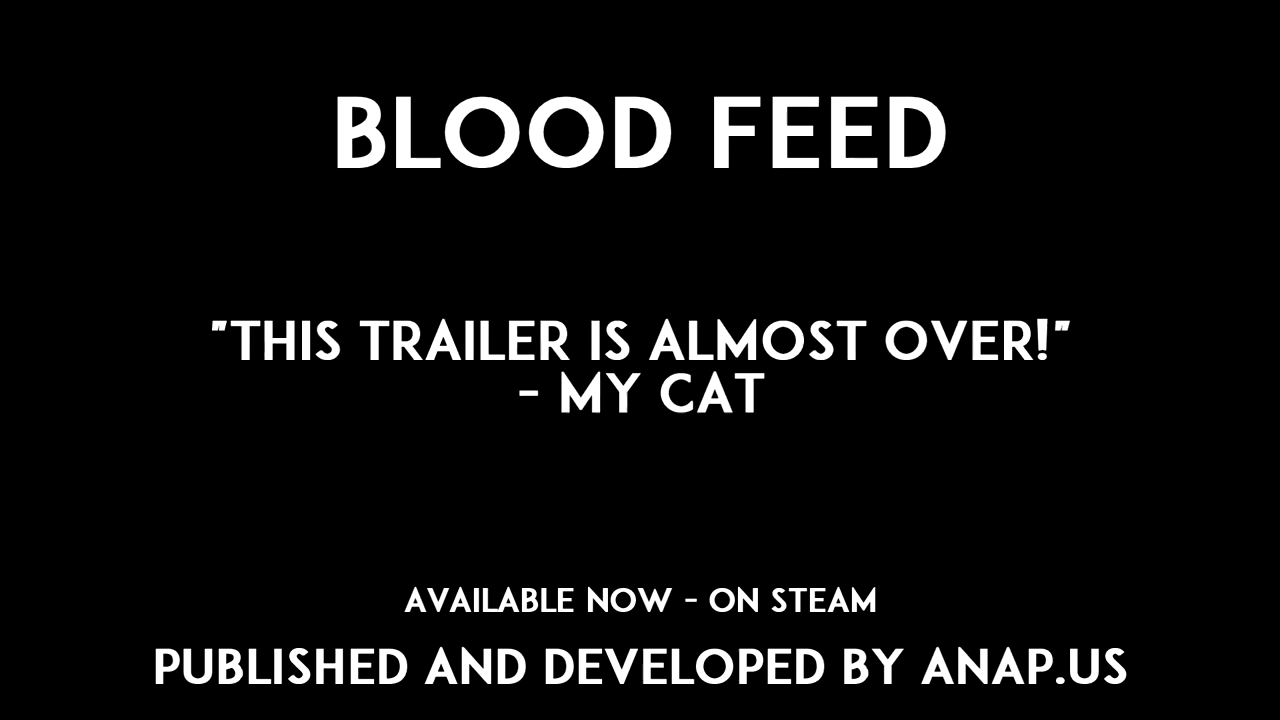 BLOOD FEED
"THIS TRAILER IS ALMOST OVER!"
- MY CAT
AVAILABLE NOW - ON STEAM
PUBLISHED AND DEVELOPED BY ANAP.US